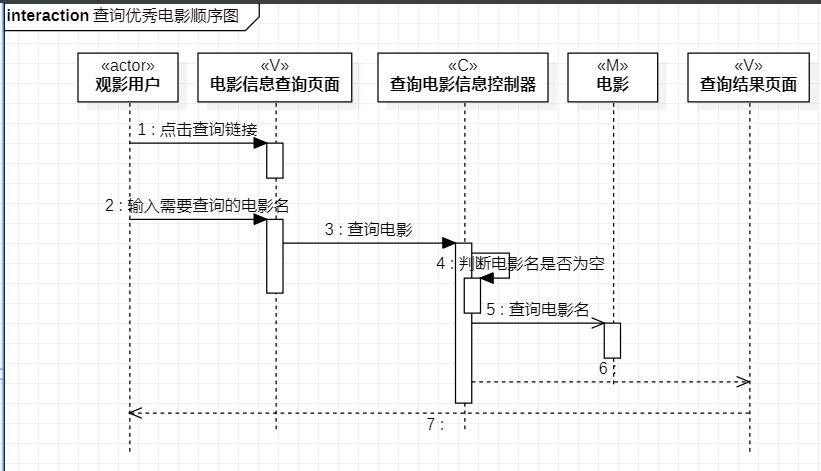 interaction 查询优秀电影顺序图
«actor»
观影用户
«V»
电影信息查询页面
«C»
查询电影信息控制器
«M»
电影
«V»
查询结果页面
1 : 点击查询链接
2 : 输入需要查询的电影名
3 : 查询电影
4 : 判断电影名是否为空
5 : 查询电影名
6 :
7 :